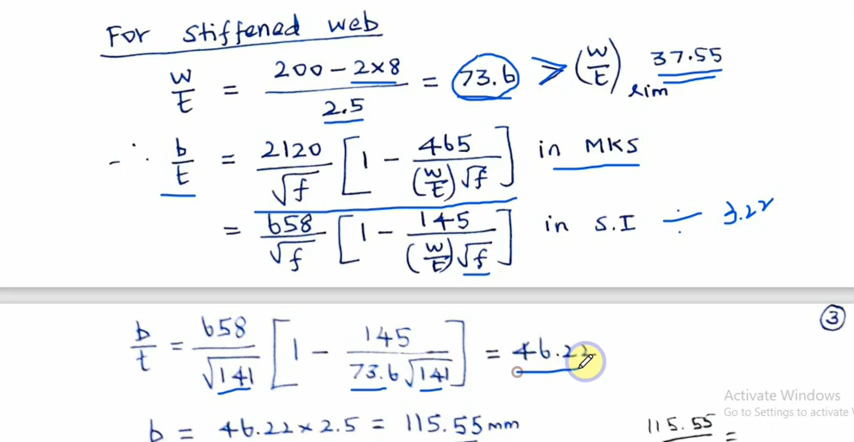 For stiffened web
w/t = (200 - 2×8)/2.5 = 73.6 > (w/t)lim 37.55
∴ b/t = 2120/√f [1 - 465/((w/t)√f)] in MKS
= 658/√f [1 - 145/((w/t)√f)] in S.I ÷ 3.22
③
b/t = 658/√141 [1 - 145/(73.6√141)] = 46.22
b = 46.22 × 2.5 = 115.55 mm
115.55 =
Activate Windows
Go to Settings to activate